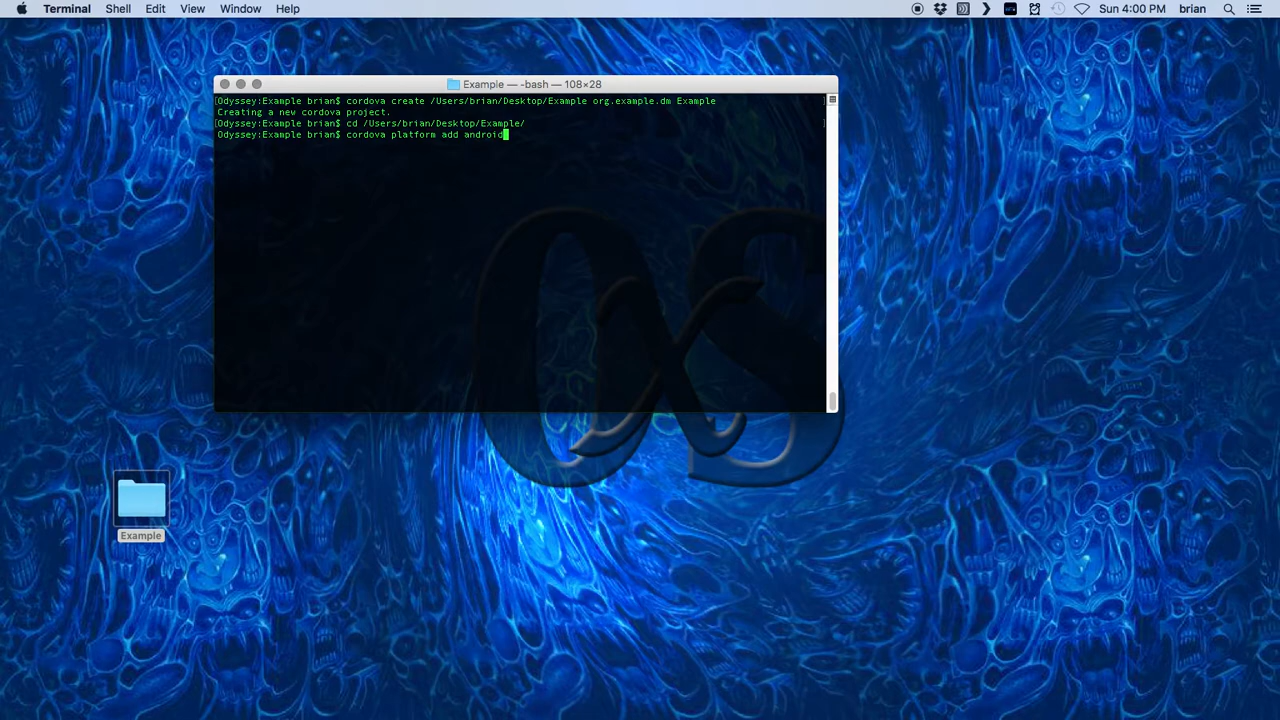 Terminal Shell Edit View Window Help Sun 4:00 PM brian
Example — -bash — 108×28
[Odyssey:Example brian$ cordova create /Users/brian/Desktop/Example org.example.dm Example ]
Creating a new cordova project.
[Odyssey:Example brian$ cd /Users/brian/Desktop/Example/ ]
Odyssey:Example brian$ cordova platform add android
OXS
Example